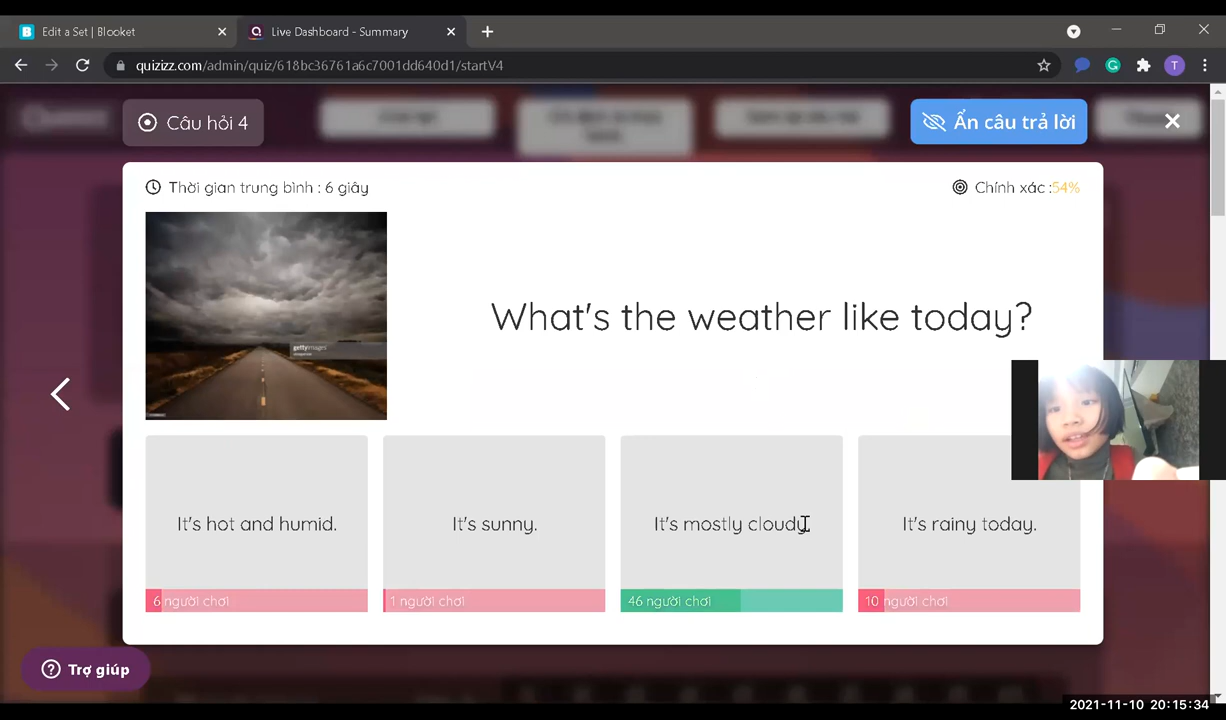 Edit a Set | Blooket
Live Dashboard - Summary
quizizz.com/admin/quiz/618bc36761a6c7001dd640d1/startV4
T
Câu hỏi 4
Ẩn câu trả lời
Thời gian trung bình : 6 giây
Chính xác :54%
gettyimages
What's the weather like today?
It's hot and humid.
It's sunny.
It's mostly cloudy.
It's rainy today.
6 người chơi
1 người chơi
46 người chơi
10 người chơi
Trợ giúp
2021-11-10 20:15:34